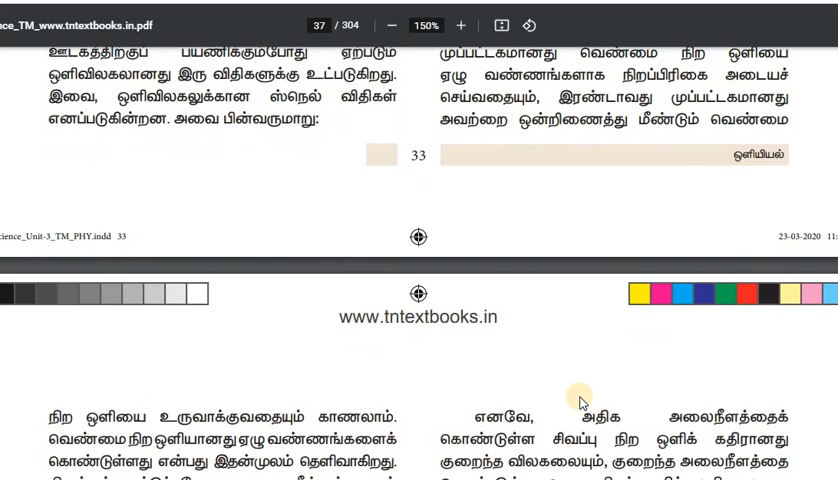 ce_TM_www.tntextbooks.in.pdf
37 / 304
150%
ஊடகத்திற்குப் பயணிக்கும்போது ஏற்படும்
ஒளிவிலகலானது இரு விதிகளுக்கு உட்படுகிறது.
இவை, ஒளிவிலகலுக்கான ஸ்நெல் விதிகள்
எனப்படுகின்றன. அவை பின்வருமாறு:
முப்பட்டகமானது வெண்மை நிற ஒளியை
ஏழு வண்ணங்களாக நிறப்பிரிகை அடையச்
செய்வதையும், இரண்டாவது முப்பட்டகமானது
அவற்றை ஒன்றிணைத்து மீண்டும் வெண்மை
33
ஒளியியல்
cience_Unit-3_TM_PHY.indd 33
23-03-2020 11:
www.tntextbooks.in
நிற ஒளியை உருவாக்குவதையும் காணலாம்.
வெண்மை நிற ஒளியானது ஏழு வண்ணங்களைக்
கொண்டுள்ளது என்பது இதன்மூலம் தெளிவாகிறது.
எனவே, அதிக அலைநீளத்தைக்
கொண்டுள்ள சிவப்பு நிற ஒளிக் கதிரானது
குறைந்த விலகலையும், குறைந்த அலைநீளத்தை